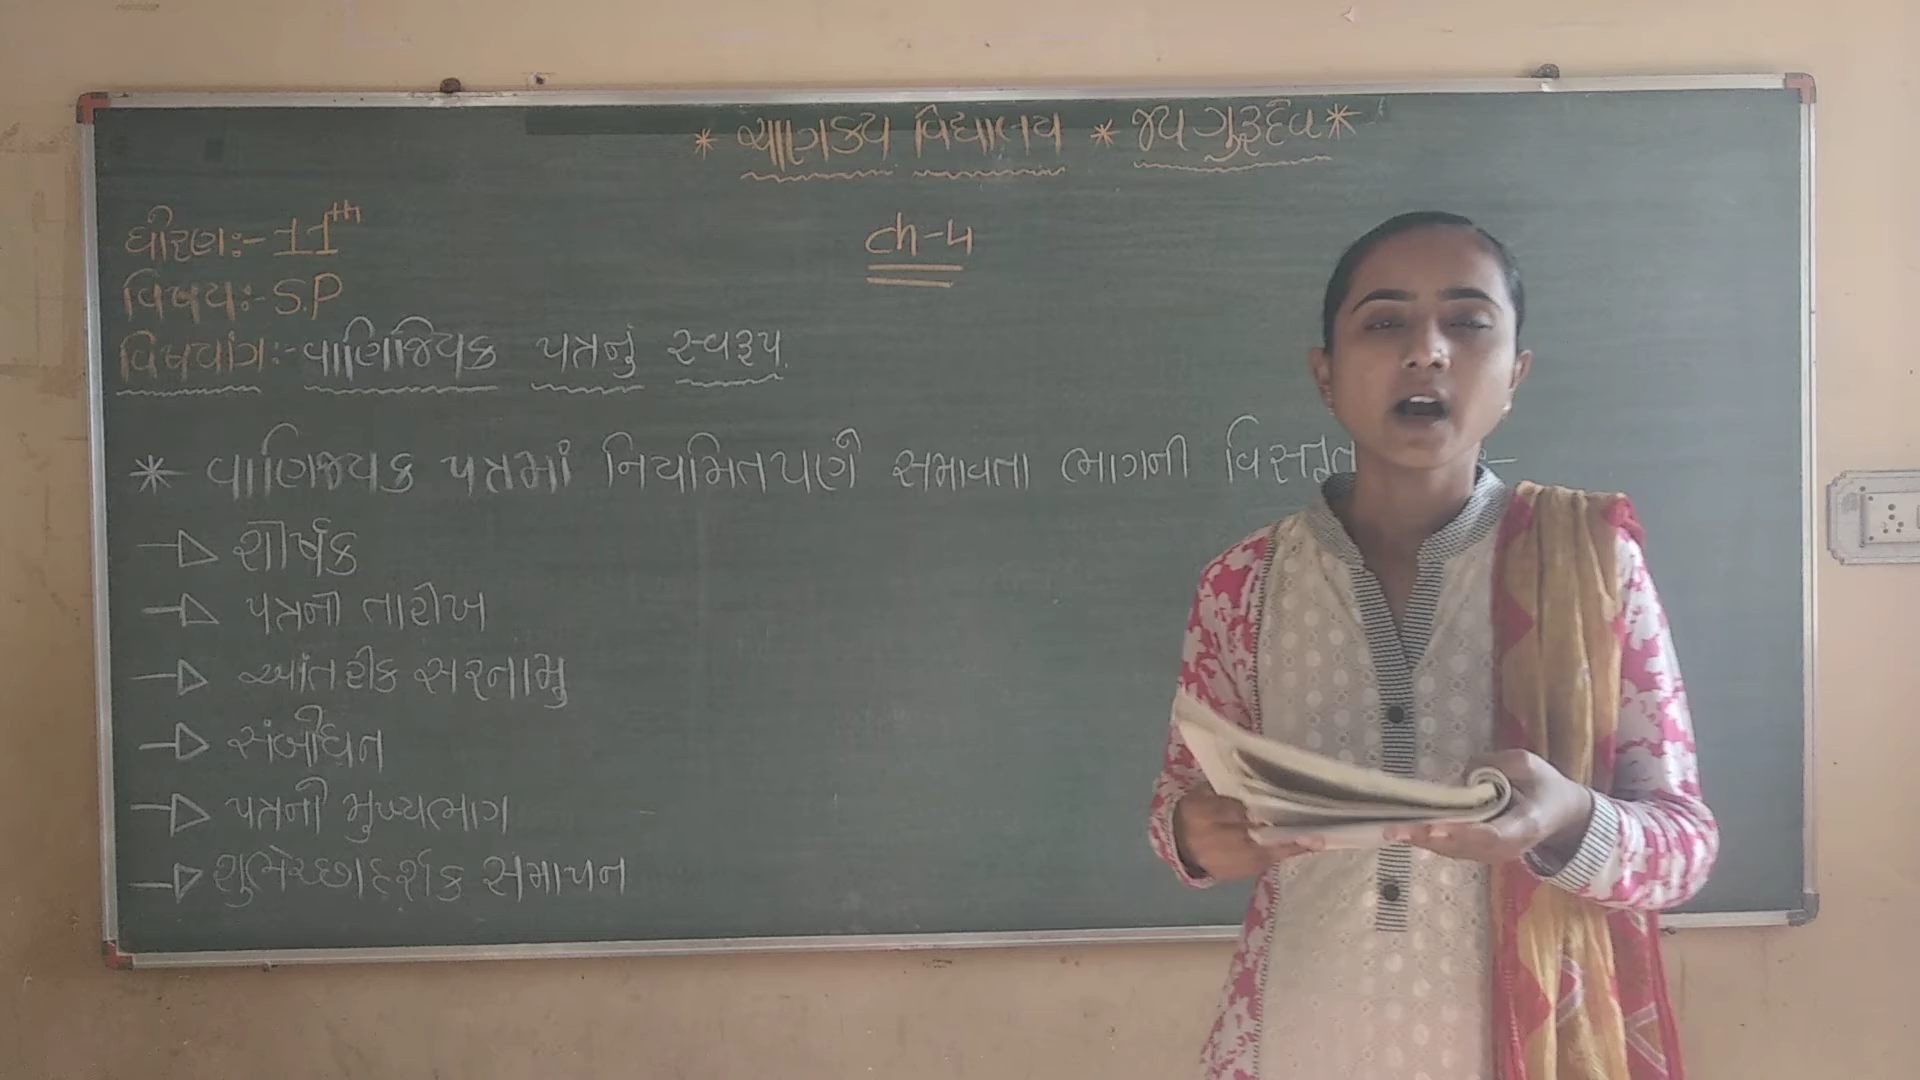 * ચાણક્ય વિદ્યાલય * જય ગુરૂદેવ *
ધોરણ:- 11th
ch-4
વિષય:- S.P
વિષયાંગ:- વાણિજ્યિક પત્રનું સ્વરૂપ.
* વાણિજ્યક પત્રમાં નિયમિતપણે સમાવતા ભાગની વિસ્તૃત :-
→ શીર્ષક
→ પત્રની તારીખ
→ આંતરીક સરનામુ
→ સંબોધન
→ પત્રનો મુખ્યભાગ
→ શુભેચ્છાદર્શક સમાપન